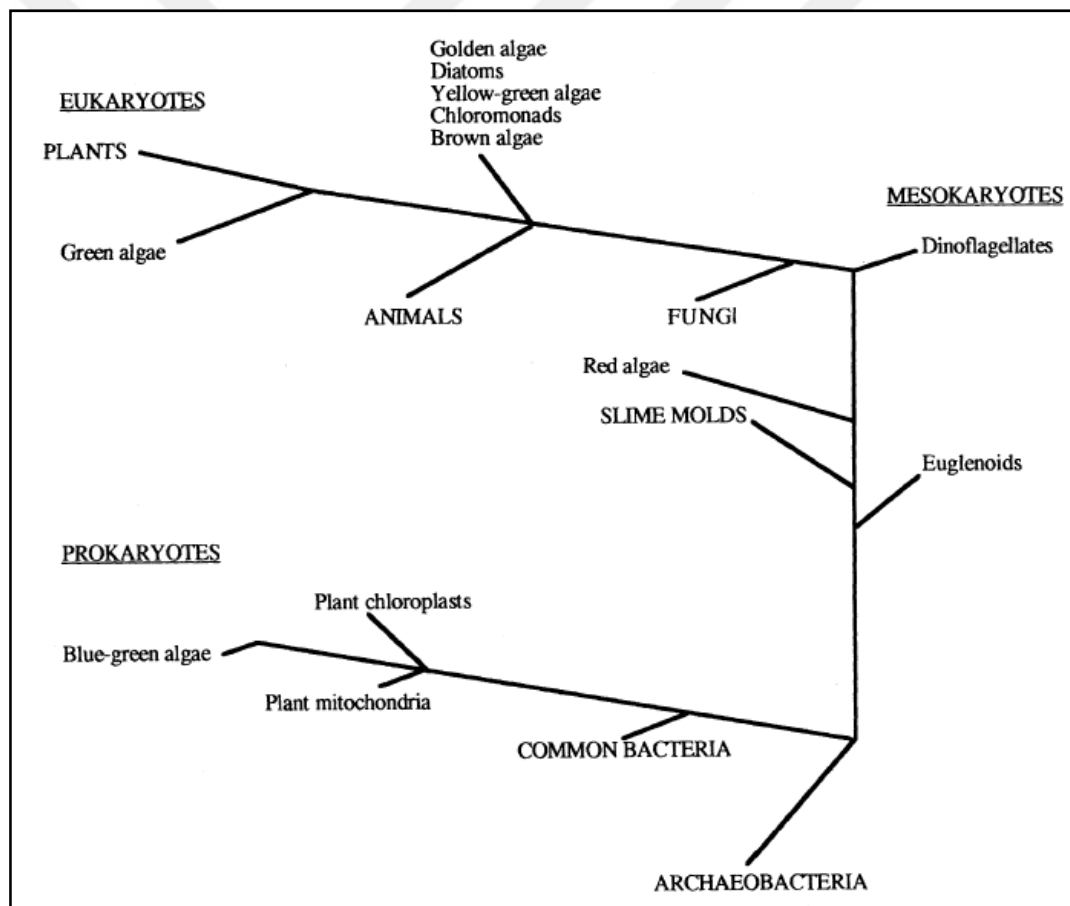 Golden algae
Diatoms
Yellow-green algae
Chloromonads
Brown algae
EUKARYOTES
PLANTS
MESOKARYOTES
Green algae
Dinoflagellates
ANIMALS
FUNGI
Red algae
SLIME MOLDS
Euglenoids
PROKARYOTES
Plant chloroplasts
Blue-green algae
Plant mitochondria
COMMON BACTERIA
ARCHAEOBACTERIA